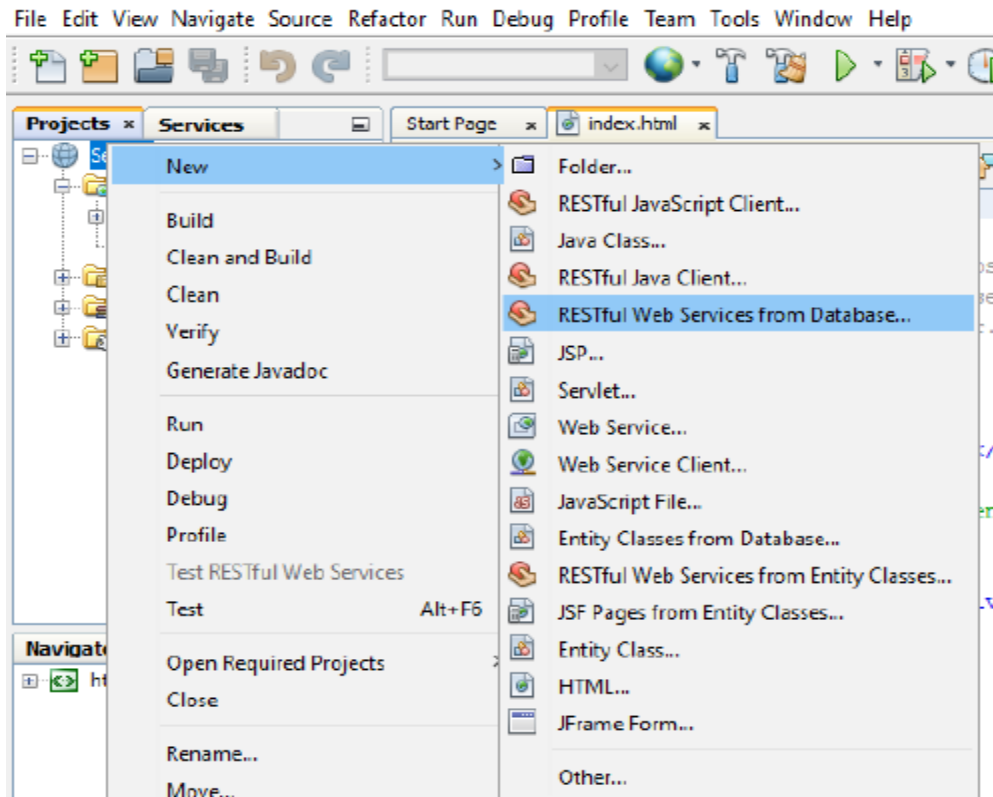 File Edit View Navigate Source Refactor Run Debug Profile Team Tools Window Help
Projects Services
Start Page index.html
New
Build
Clean and Build
Clean
Verify
Generate Javadoc
Run
Deploy
Debug
Profile
Test RESTful Web Services
Test Alt+F6
Open Required Projects
Close
Rename...
Move...
Folder...
RESTful JavaScript Client...
Java Class...
RESTful Java Client...
RESTful Web Services from Database...
JSP...
Servlet...
Web Service...
Web Service Client...
JavaScript File...
Entity Classes from Database...
RESTful Web Services from Entity Classes...
JSF Pages from Entity Classes...
Entity Class...
HTML...
JFrame Form...
Other...